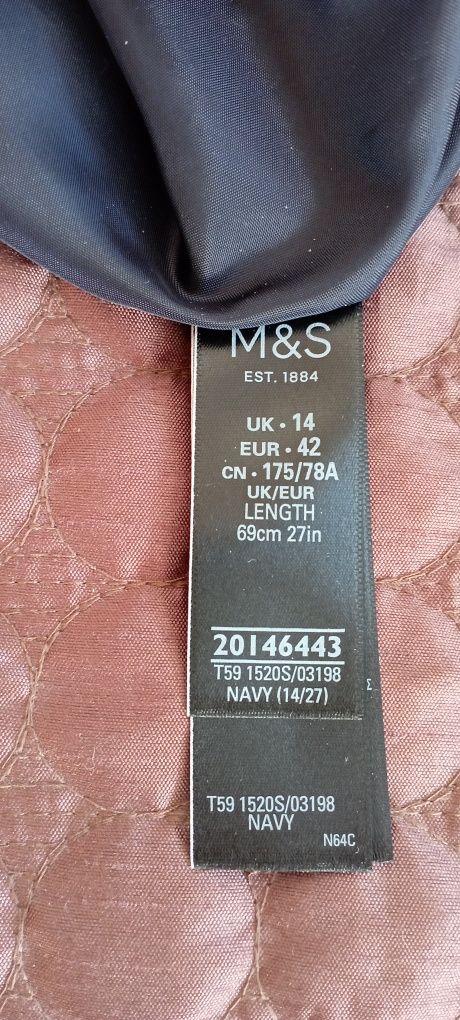 M&S
EST. 1884
UK • 14
EUR • 42
CN • 175/78A
UK/EUR
LENGTH
69cm 27in
20146443
T59 1520S/03198
NAVY (14/27)
T59 1520S/03198
NAVY
N64C